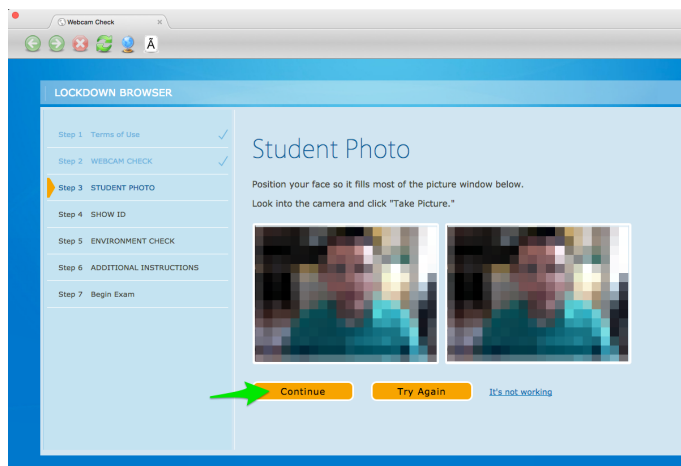 Webcam Check
Ã
LOCKDOWN BROWSER
Step 1 Terms of Use
Step 2 WEBCAM CHECK
Step 3 STUDENT PHOTO
Step 4 SHOW ID
Step 5 ENVIRONMENT CHECK
Step 6 ADDITIONAL INSTRUCTIONS
Step 7 Begin Exam
Student Photo
Position your face so it fills most of the picture window below.
Look into the camera and click "Take Picture."
Continue Try Again It's not working